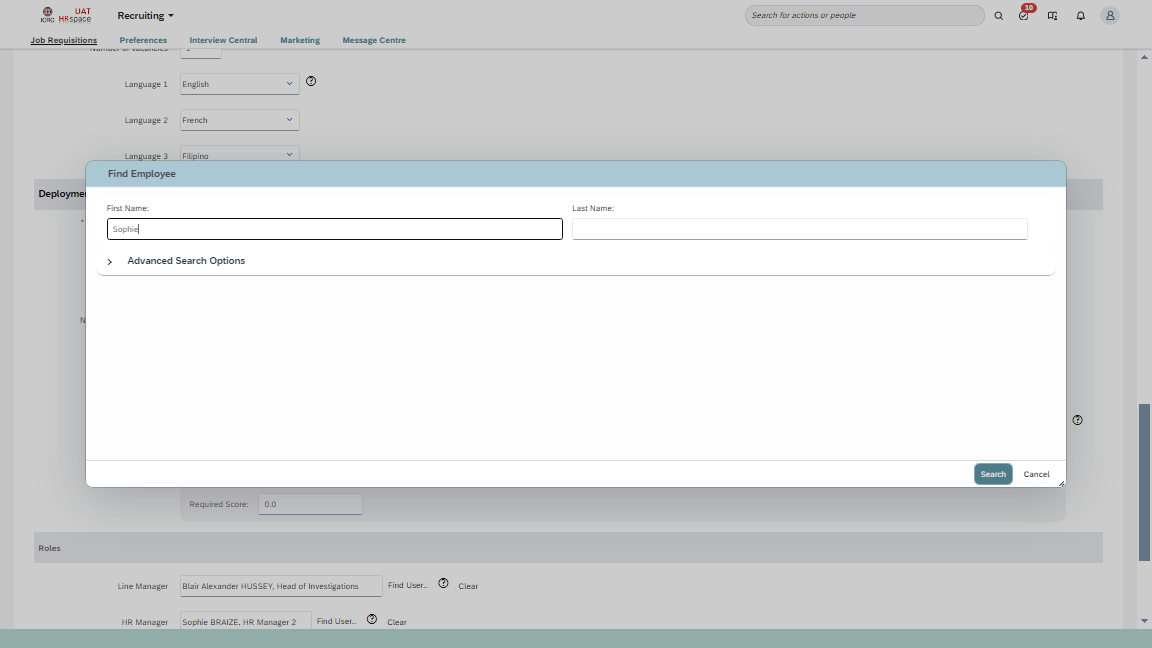 ICRC
UAT
HRspace
Recruiting
Search for actions or people
10
Job Requisitions
Preferences
Interview Central
Marketing
Message Centre
Number of vacancies
Language 1
English
Language 2
French
Language 3
Filipino
Find Employee
First Name:
Last Name:
Sophie
Advanced Search Options
Search
Cancel
Required Score:
0.0
Roles
Line Manager
Blair Alexander HUSSEY, Head of Investigations
Find User..
Clear
HR Manager
Sophie BRAIZE, HR Manager 2
Find User..
Clear